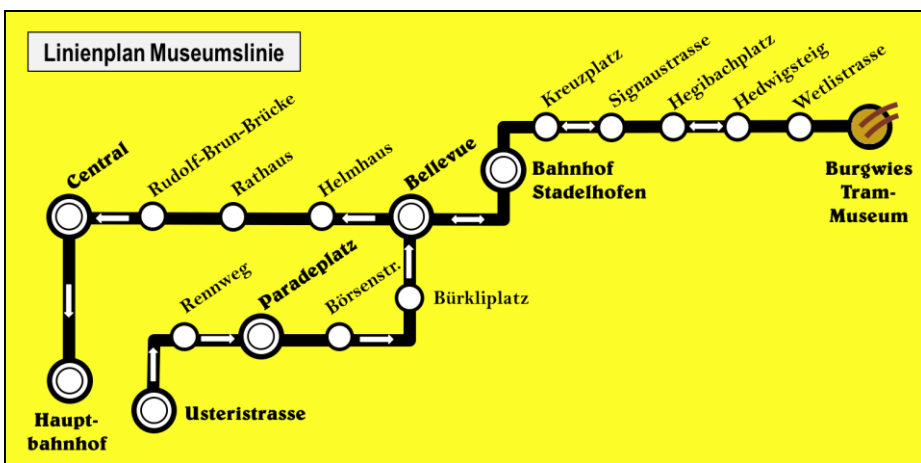 Linienplan Museumslinie
Central
Rudolf-Brun-Brücke
Rathaus
Helmhaus
Bellevue
Kreuzplatz
Signaustrasse
Hegibachplatz
Hedwigsteig
Wetlistrasse
Bahnhof
Stadelhofen
Burgwies
Tram-
Museum
Rennweg
Paradeplatz
Börsenstr.
Bürkliplatz
Haupt-
bahnhof
Usteristrasse